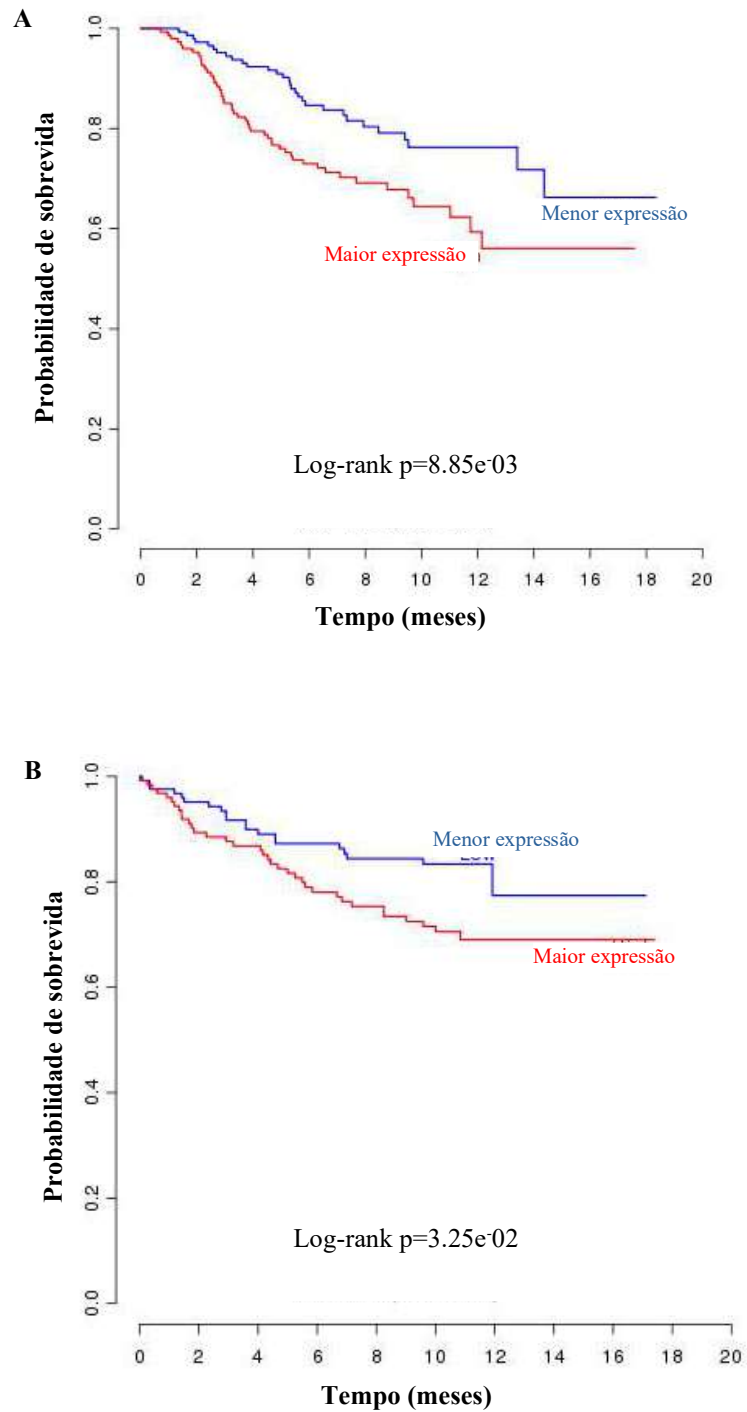 A
Probabilidade de sobrevida
1.0
0.8
0.6
0.4
0.2
0.0
Menor expressão
Maior expressão
Log-rank p=8.85e-03
0 2 4 6 8 10 12 14 16 18 20
Tempo (meses)
B
Probabilidade de sobrevida
1.0
0.8
0.6
0.4
0.2
0.0
Menor expressão
Maior expressão
Log-rank p=3.25e-02
0 2 4 6 8 10 12 14 16 18 20
Tempo (meses)